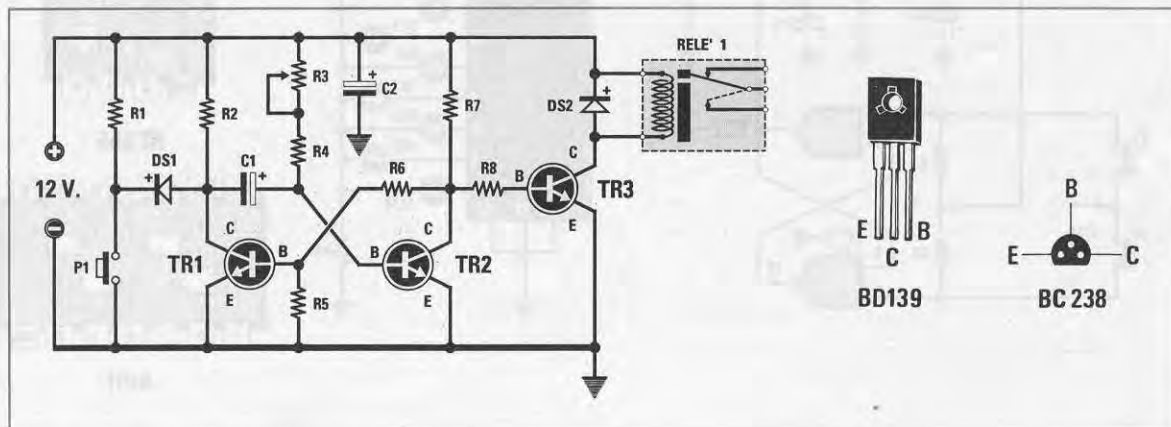 RELE' 1
R1
R2
R3
R4
C2
R7
DS2
12 V.
DS1
C1
R6
R8
B
C
E
TR3
P1
TR1
C
B
E
R5
B
C
E
TR2
E
C
B
BD139
B
E
C
BC 238